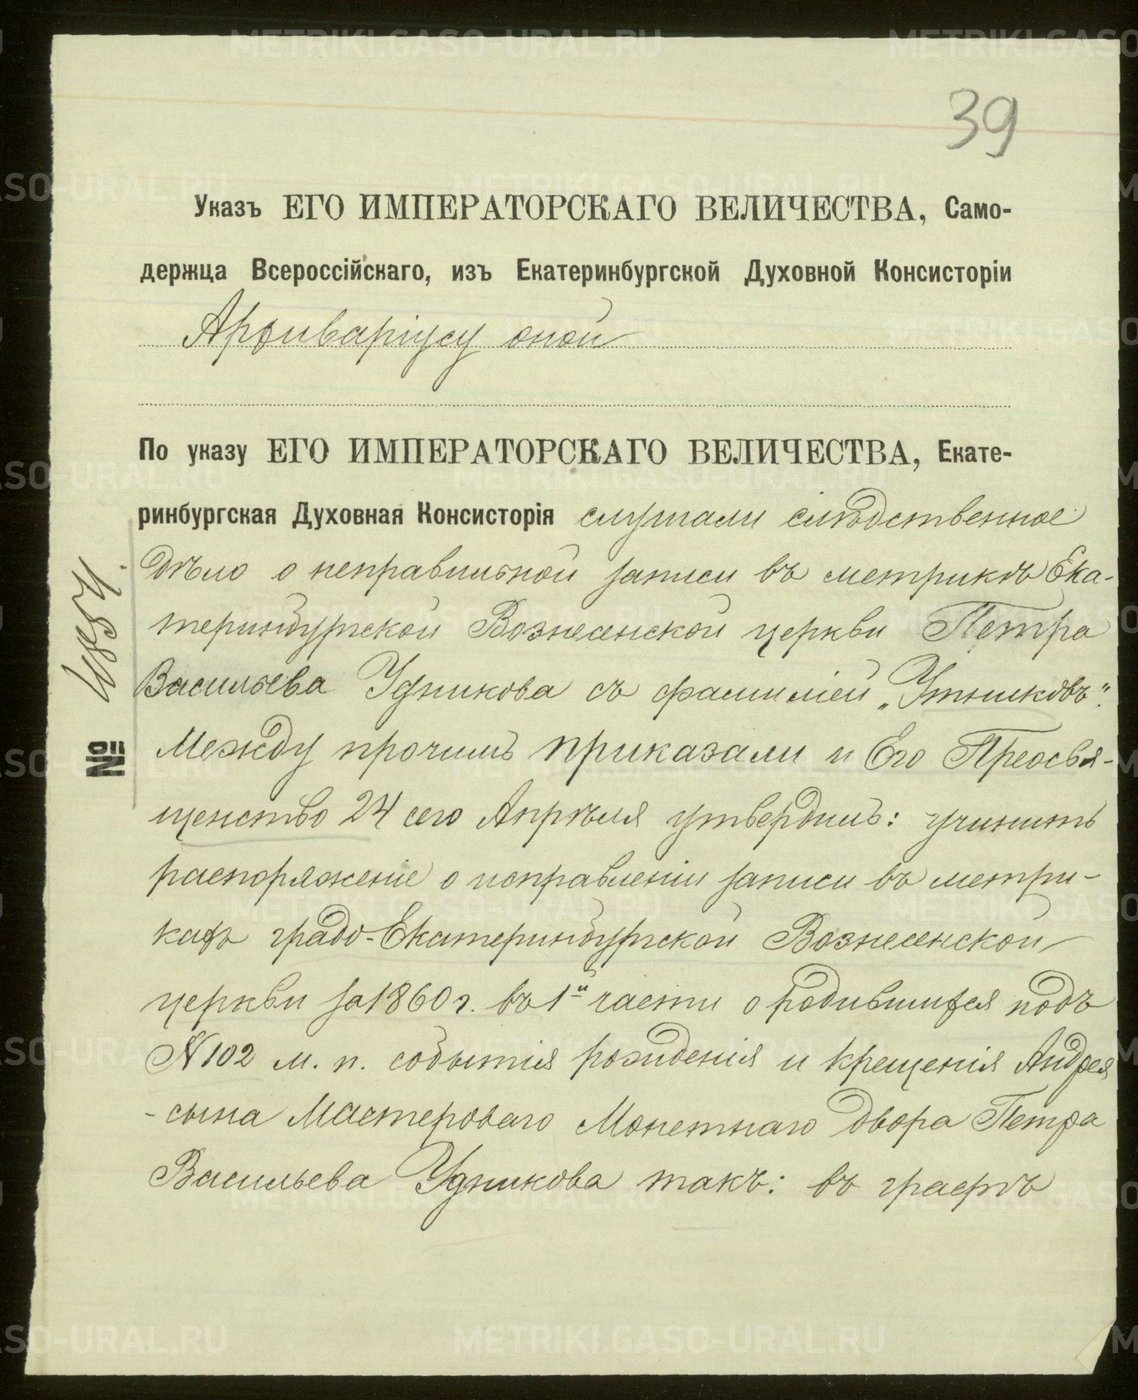 39
Указъ ЕГО ИМПЕРАТОРСКАГО ВЕЛИЧЕСТВА, Само-
держца Всероссійскаго, изъ Екатеринбургской Духовной Консисторіи
Архиваріусу оной
По указу ЕГО ИМПЕРАТОРСКАГО ВЕЛИЧЕСТВА, Екате-
ринбургская Духовная Консисторія слушали слѣдственное
дѣло о неправильной записи въ метрикѣ Ека-
теринбургской Вознесенской церкви Петра
Васильева Удникова съ фамиліей „Утниковъ".
Между прочимъ приказали и Его Преосвя-
щенство 24 сего Апрѣля утвердилъ: учинить
распоряженіе о исправленіи записи въ метри-
кахъ градо-Екатеринбургской Вознесенской
церкви за 1860 г. въ 1й части о родившихся подъ
N 102 м. п. событія рожденія и крещенія Андрея
- сына Мастероваго Монетнаго двора Петра
Васильева Удникова такъ: въ графѣ
№
METRIKI.GASO-URAL.RU